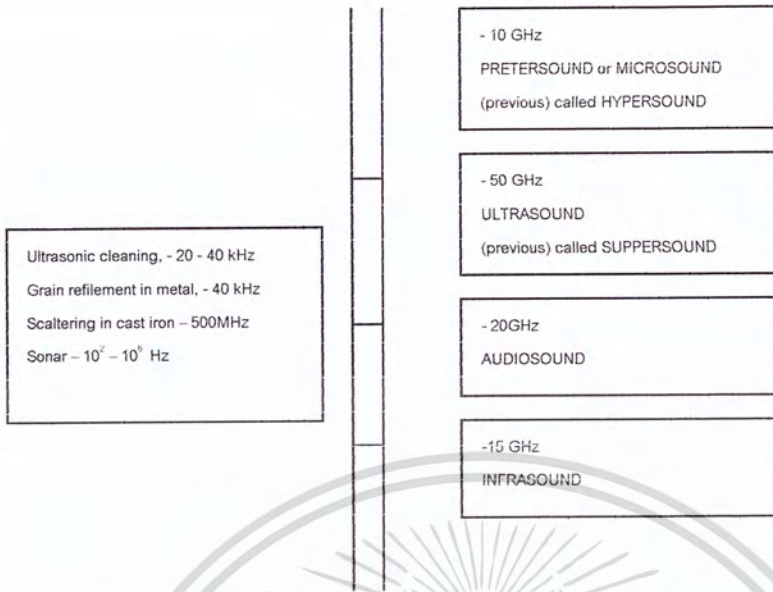 - 10 GHz
PRETERSOUND or MICROSOUND
(previous) called HYPERSOUND
- 50 GHz
ULTRASOUND
(previous) called SUPPERSOUND
Ultrasonic cleaning, - 20 - 40 kHz
Grain refilement in metal, - 40 kHz
Scaltering in cast iron – 500MHz
Sonar – 10² – 10⁶ Hz
- 20GHz
AUDIOSOUND
-15 GHz
INFRASOUND